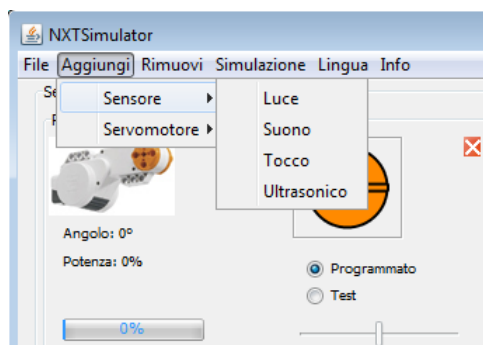 NXTSimulator
File Aggiungi Rimuovi Simulazione Lingua Info
Sensore
Servomotore
Luce
Suono
Tocco
Ultrasonico
Angolo: 0º
Potenza: 0%
Programmato
Test
0%